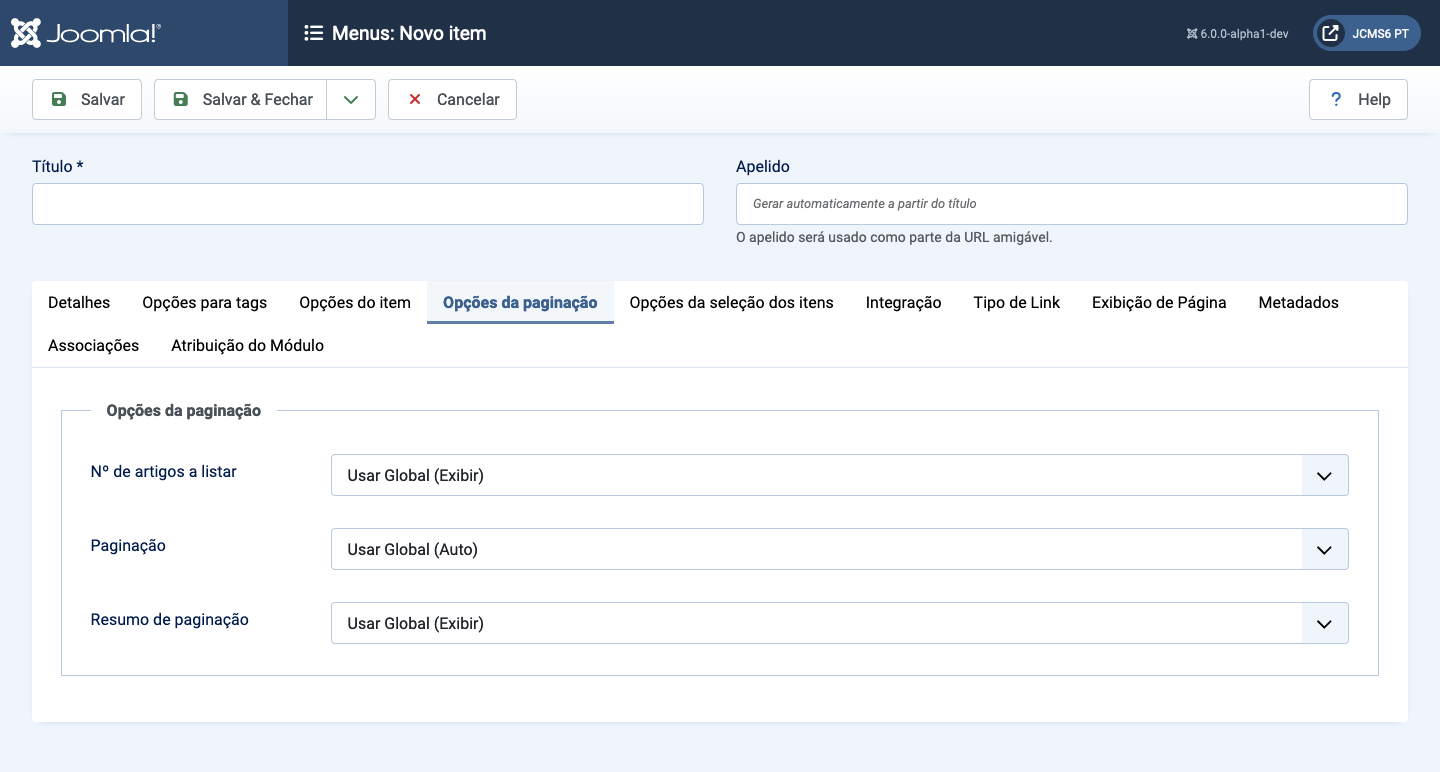 Joomla!®
Menus: Novo item
6.0.0-alpha1-dev
JCMS6 PT
Salvar
Salvar & Fechar
Cancelar
? Help
Título *
Apelido
Gerar automaticamente a partir do título
O apelido será usado como parte da URL amigável.
Detalhes Opções para tags Opções do item Opções da paginação Opções da seleção dos itens Integração Tipo de Link Exibição de Página Metadados
Associações Atribuição do Módulo
Opções da paginação
Nº de artigos a listar Usar Global (Exibir)
Paginação Usar Global (Auto)
Resumo de paginação Usar Global (Exibir)